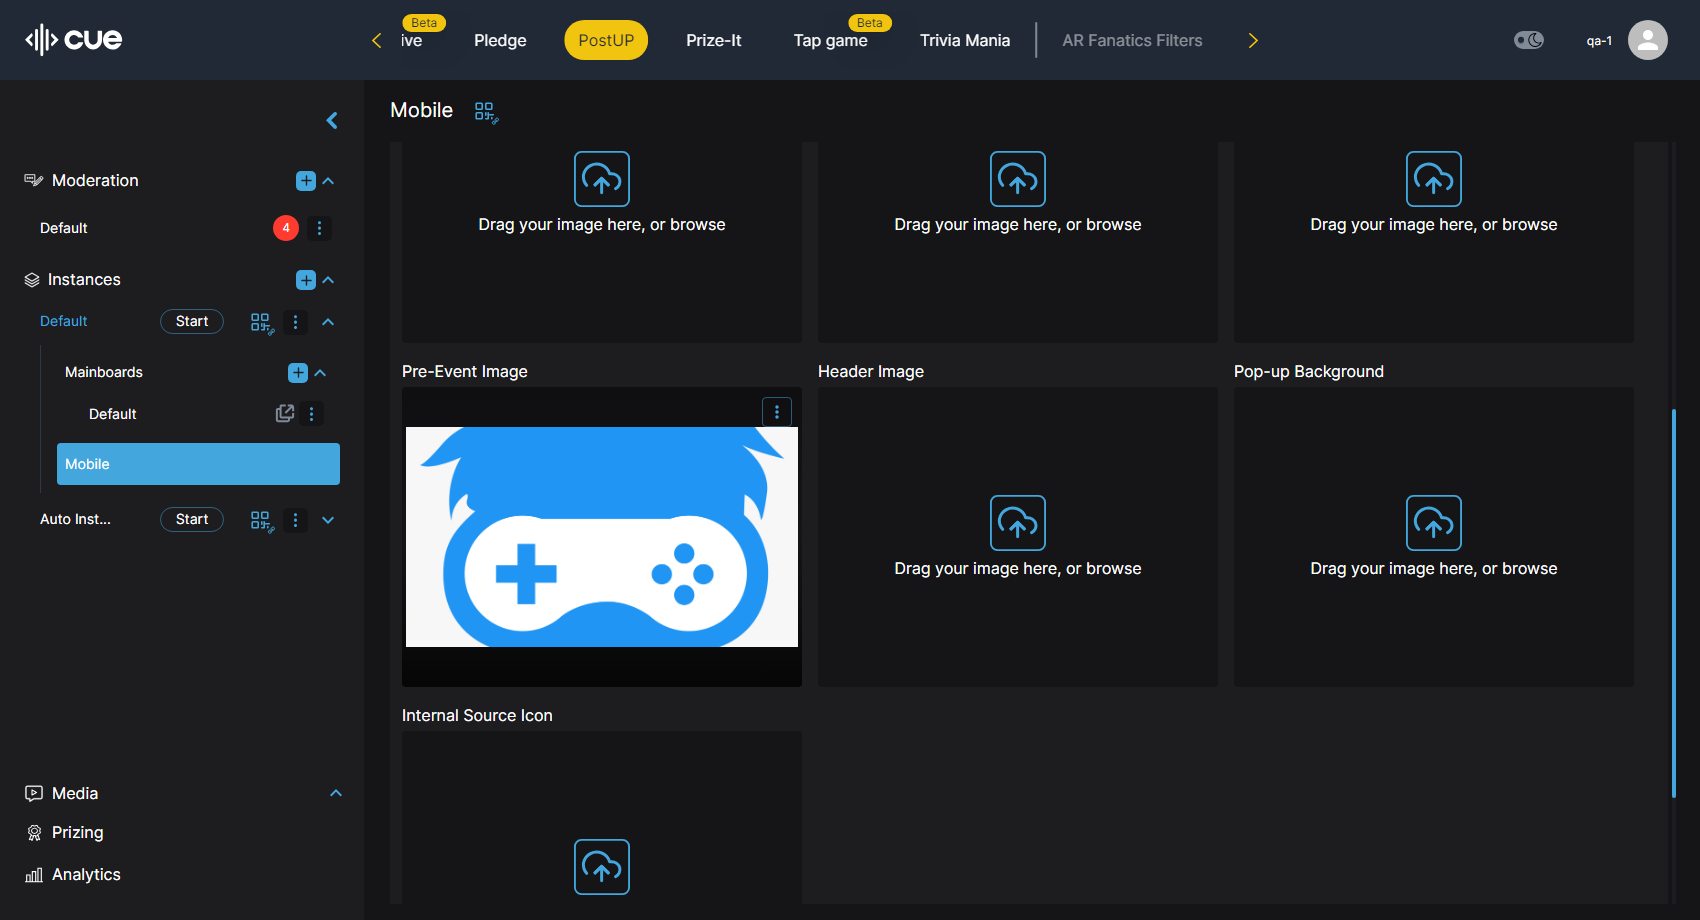 cue
ive
Beta
Pledge
PostUP
Prize-It
Tap game
Beta
Trivia Mania
AR Fanatics Filters
qa-1
Mobile
Moderation
Default
4
Instances
Default
Start
Mainboards
Default
Mobile
Auto Inst...
Start
Media
Prizing
Analytics
Drag your image here, or browse
Drag your image here, or browse
Drag your image here, or browse
Pre-Event Image
Header Image
Pop-up Background
Drag your image here, or browse
Drag your image here, or browse
Internal Source Icon